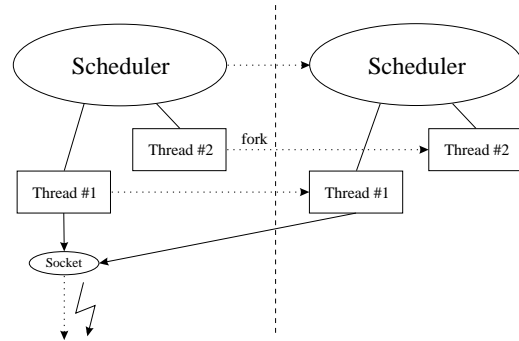 Scheduler
Scheduler
Thread #2
fork
Thread #2
Thread #1
Thread #1
Socket